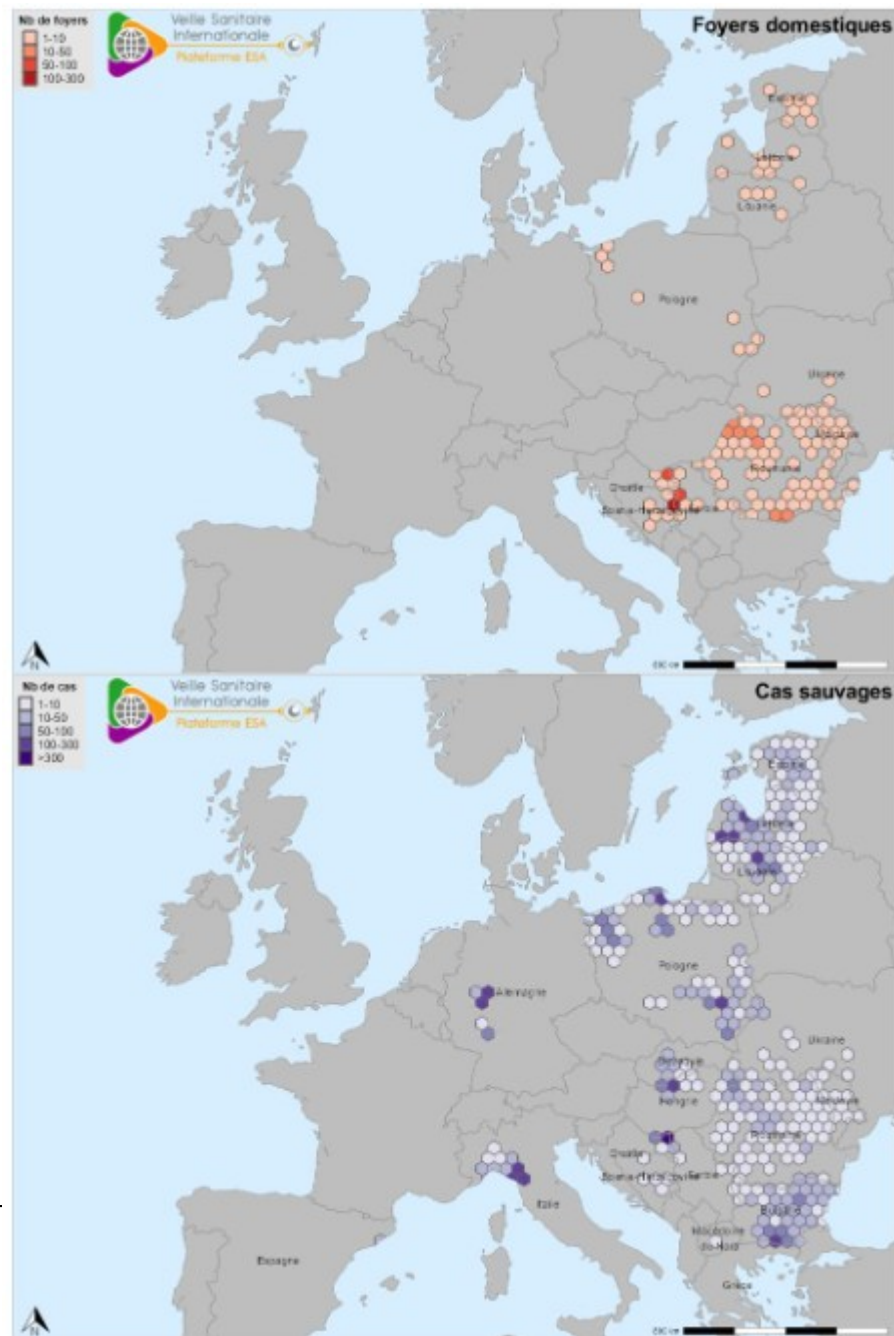 Nb de foyers
1-10
10-50
50-100
100-300
Veille Sanitaire
Internationale
Plateforme ESA
Foyers domestiques
Estonie
Lettonie
Lituanie
Pologne
Ukraine
Moldavie
Roumanie
Croatie
Bosnie-Herzégovine
Serbie
N
Nb de cas
1-10
10-50
50-100
100-300
>300
Veille Sanitaire
Internationale
Plateforme ESA
Cas sauvages
Estonie
Lettonie
Lituanie
Pologne
Allemagne
Ukraine
Slovaquie
Hongrie
Moldavie
Roumanie
Croatie
Bosnie-Herzégovine
Serbie
Italie
Bulgarie
Macédoine
du Nord
Espagne
Grèce
N